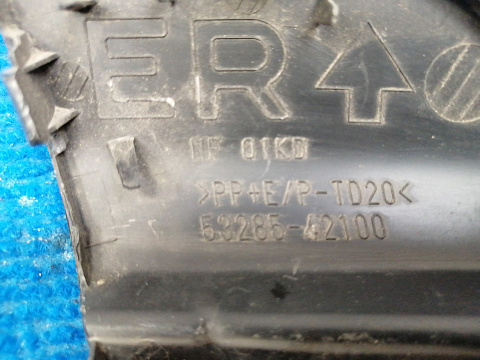 ER
NF 01KD
>PP+E/P-TD20<
53285-42100